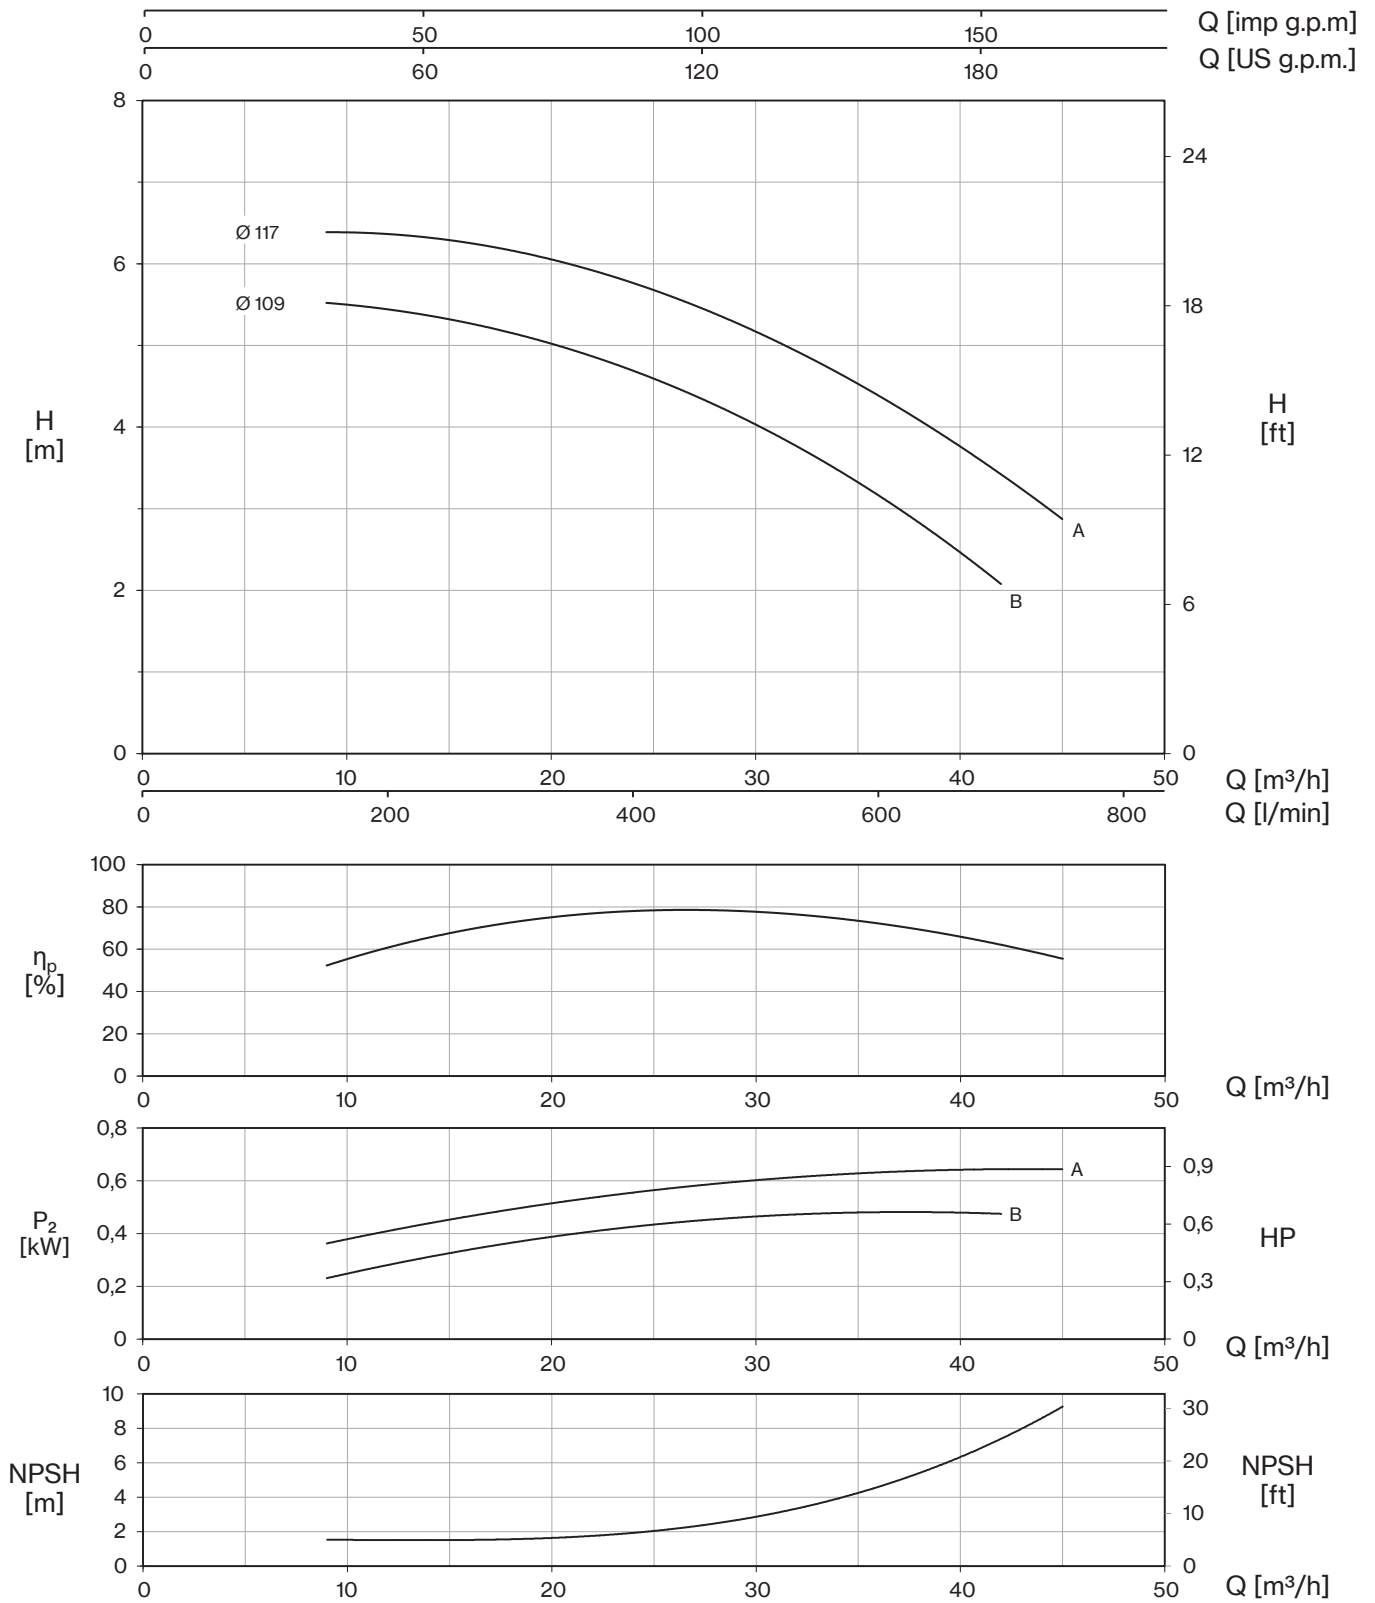 0 50 100 150 Q [imp g.p.m]
0 60 120 180 Q [US g.p.m.]
8
24
Ø 117
6
Ø 109
18
H
[m]
4
H
[ft]
12
A
2
B
6
0 0
0 10 20 30 40 50 Q [m³/h]
0 200 400 600 800 Q [l/min]
100
80
60
ηp
[%]
40
20
0
0 10 20 30 40 50 Q [m³/h]
0,8
0,6 A 0,9
P₂
[kW]
0,4 B 0,6
HP
0,2 0,3
0 0
0 10 20 30 40 50 Q [m³/h]
10
30
8
6 20
NPSH
[m]
NPSH
[ft]
4
10
2
0 0
0 10 20 30 40 50 Q [m³/h]